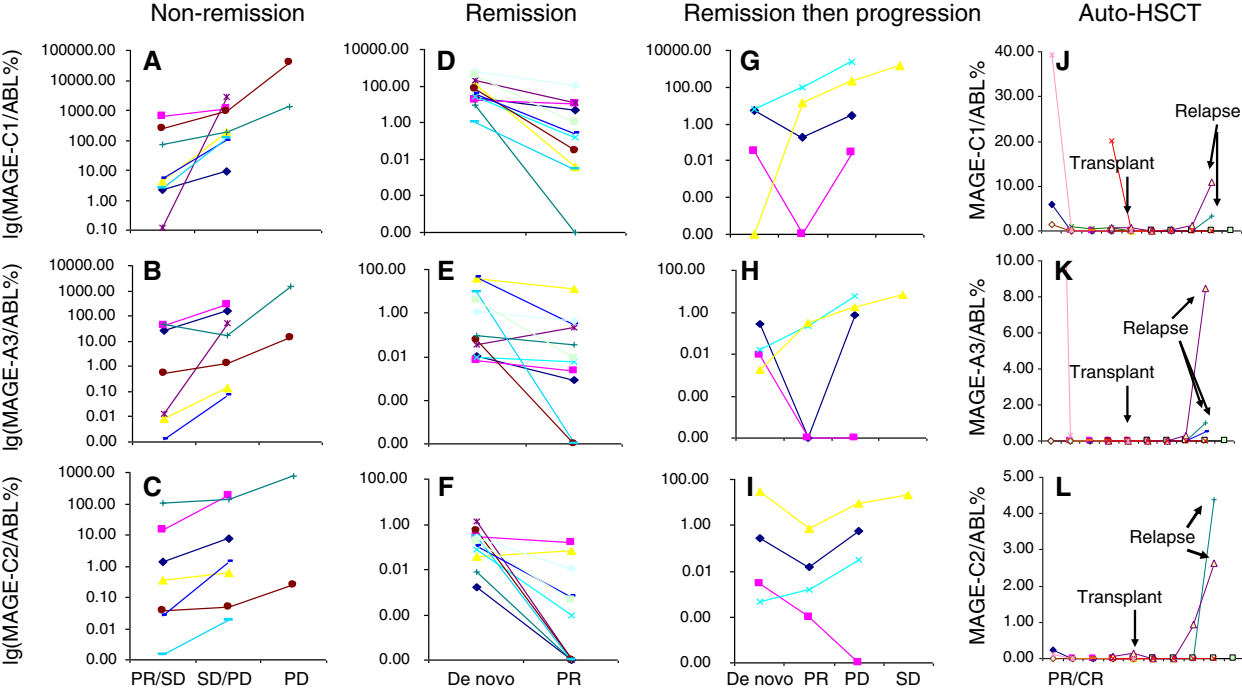 Non-remission
Remission
Remission then progression
Auto-HSCT
lg(MAGE-C1/ABL%)
100000.00
10000.00
1000.00
100.00
10.00
1.00
0.10
A
10000.00
100.00
1.00
0.01
0.00
0.00
D
10000.00
100.00
1.00
0.01
0.00
0.00
G
MAGE-C1/ABL%
40.00
30.00
20.00
10.00
0.00
J
Transplant
Relapse
lg(MAGE-A3/ABL%)
10000.00
1000.00
100.00
10.00
1.00
0.10
0.01
0.00
B
100.00
1.00
0.01
0.00
0.00
E
100.00
1.00
0.01
0.00
0.00
H
MAGE-A3/ABL%
10.00
8.00
6.00
4.00
2.00
0.00
K
Relapse
Transplant
lg(MAGE-C2/ABL%)
1000.00
100.00
10.00
1.00
0.10
0.01
0.00
C
PR/SD SD/PD PD
100.00
1.00
0.01
0.00
0.00
F
De novo PR
100.00
1.00
0.01
0.00
0.00
I
De novo PR PD SD
MAGE-C2/ABL%
5.00
4.00
3.00
2.00
1.00
0.00
L
Relapse
Transplant
PR/CR